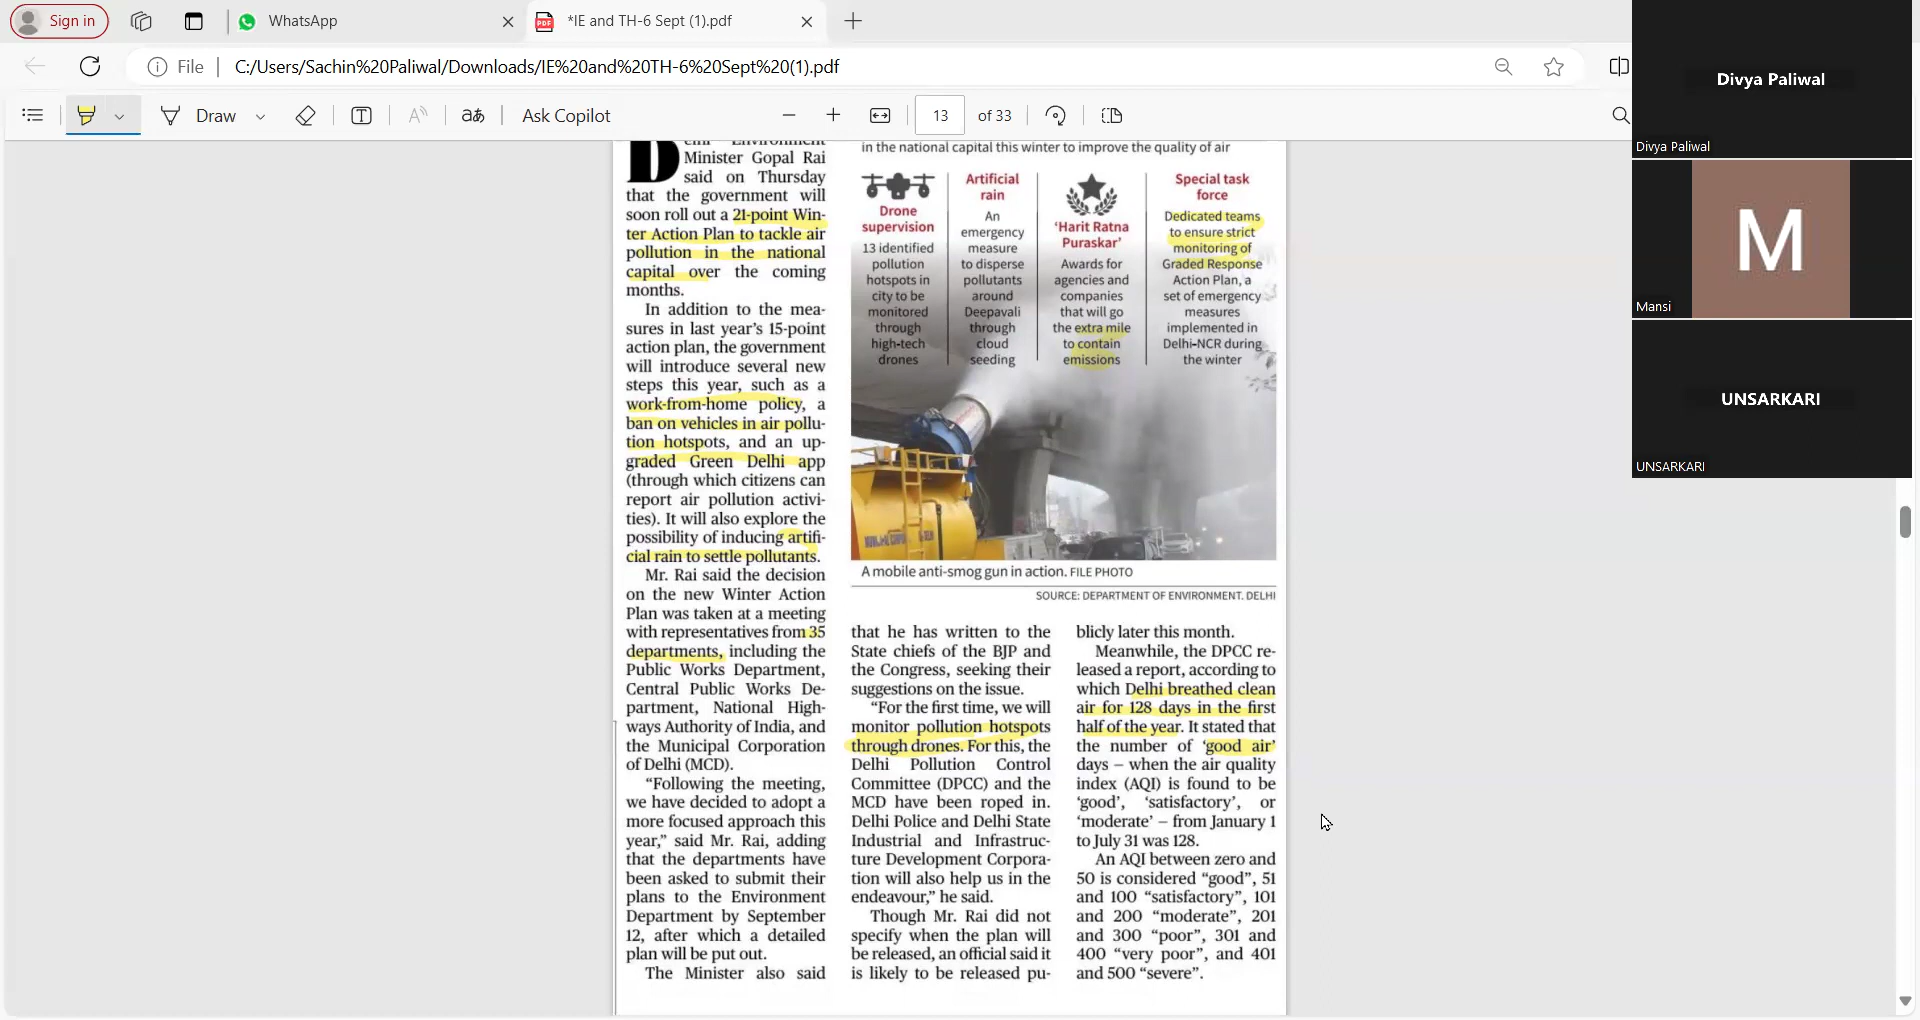 Sign in
WhatsApp
*IE and TH-6 Sept (1).pdf
File
C:/Users/Sachin%20Paliwal/Downloads/IE%20and%20TH-6%20Sept%20(1).pdf
Draw
aあ
Ask Copilot
13
of 33
Divya Paliwal
Divya Paliwal
M
Mansi
UNSARKARI
UNSARKARI
Minister Gopal Rai
said on Thursday
that the government will
soon roll out a 21-point Win-
ter Action Plan to tackle air
pollution in the national
capital over the coming
months.
In addition to the mea-
sures in last year's 15-point
action plan, the government
will introduce several new
steps this year, such as a
work-from-home policy, a
ban on vehicles in air pollu-
tion hotspots, and an up-
graded Green Delhi app
(through which citizens can
report air pollution activi-
ties). It will also explore the
possibility of inducing artifi-
cial rain to settle pollutants.
Mr. Rai said the decision
on the new Winter Action
Plan was taken at a meeting
with representatives from 35
departments, including the
Public Works Department,
Central Public Works De-
partment, National High-
ways Authority of India, and
the Municipal Corporation
of Delhi (MCD).
“Following the meeting,
we have decided to adopt a
more focused approach this
year,” said Mr. Rai, adding
that the departments have
been asked to submit their
plans to the Environment
Department by September
12, after which a detailed
plan will be put out.
The Minister also said
in the national capital this winter to improve the quality of air
Drone
supervision
13 identified
pollution
hotspots in
city to be
monitored
through
high-tech
drones
Artificial
rain
An
emergency
measure
to disperse
pollutants
around
Deepavali
through
cloud
seeding
‘Harit Ratna
Puraskar’
Awards for
agencies and
companies
that will go
the extra mile
to contain
emissions
Special task
force
Dedicated teams
to ensure strict
monitoring of
Graded Response
Action Plan, a
set of emergency
measures
implemented in
Delhi-NCR during
the winter
A mobile anti-smog gun in action. FILE PHOTO
SOURCE: DEPARTMENT OF ENVIRONMENT. DELHI
that he has written to the
State chiefs of the BJP and
the Congress, seeking their
suggestions on the issue.
“For the first time, we will
monitor pollution hotspots
through drones. For this, the
Delhi Pollution Control
Committee (DPCC) and the
MCD have been roped in.
Delhi Police and Delhi State
Industrial and Infrastruc-
ture Development Corpora-
tion will also help us in the
endeavour,” he said.
Though Mr. Rai did not
specify when the plan will
be released, an official said it
is likely to be released pu-
blicly later this month.
Meanwhile, the DPCC re-
leased a report, according to
which Delhi breathed clean
air for 128 days in the first
half of the year. It stated that
the number of ‘good air’
days – when the air quality
index (AQI) is found to be
‘good’, ‘satisfactory’, or
‘moderate’ – from January 1
to July 31 was 128.
An AQI between zero and
50 is considered “good”, 51
and 100 “satisfactory”, 101
and 200 “moderate”, 201
and 300 “poor”, 301 and
400 “very poor”, and 401
and 500 “severe”.